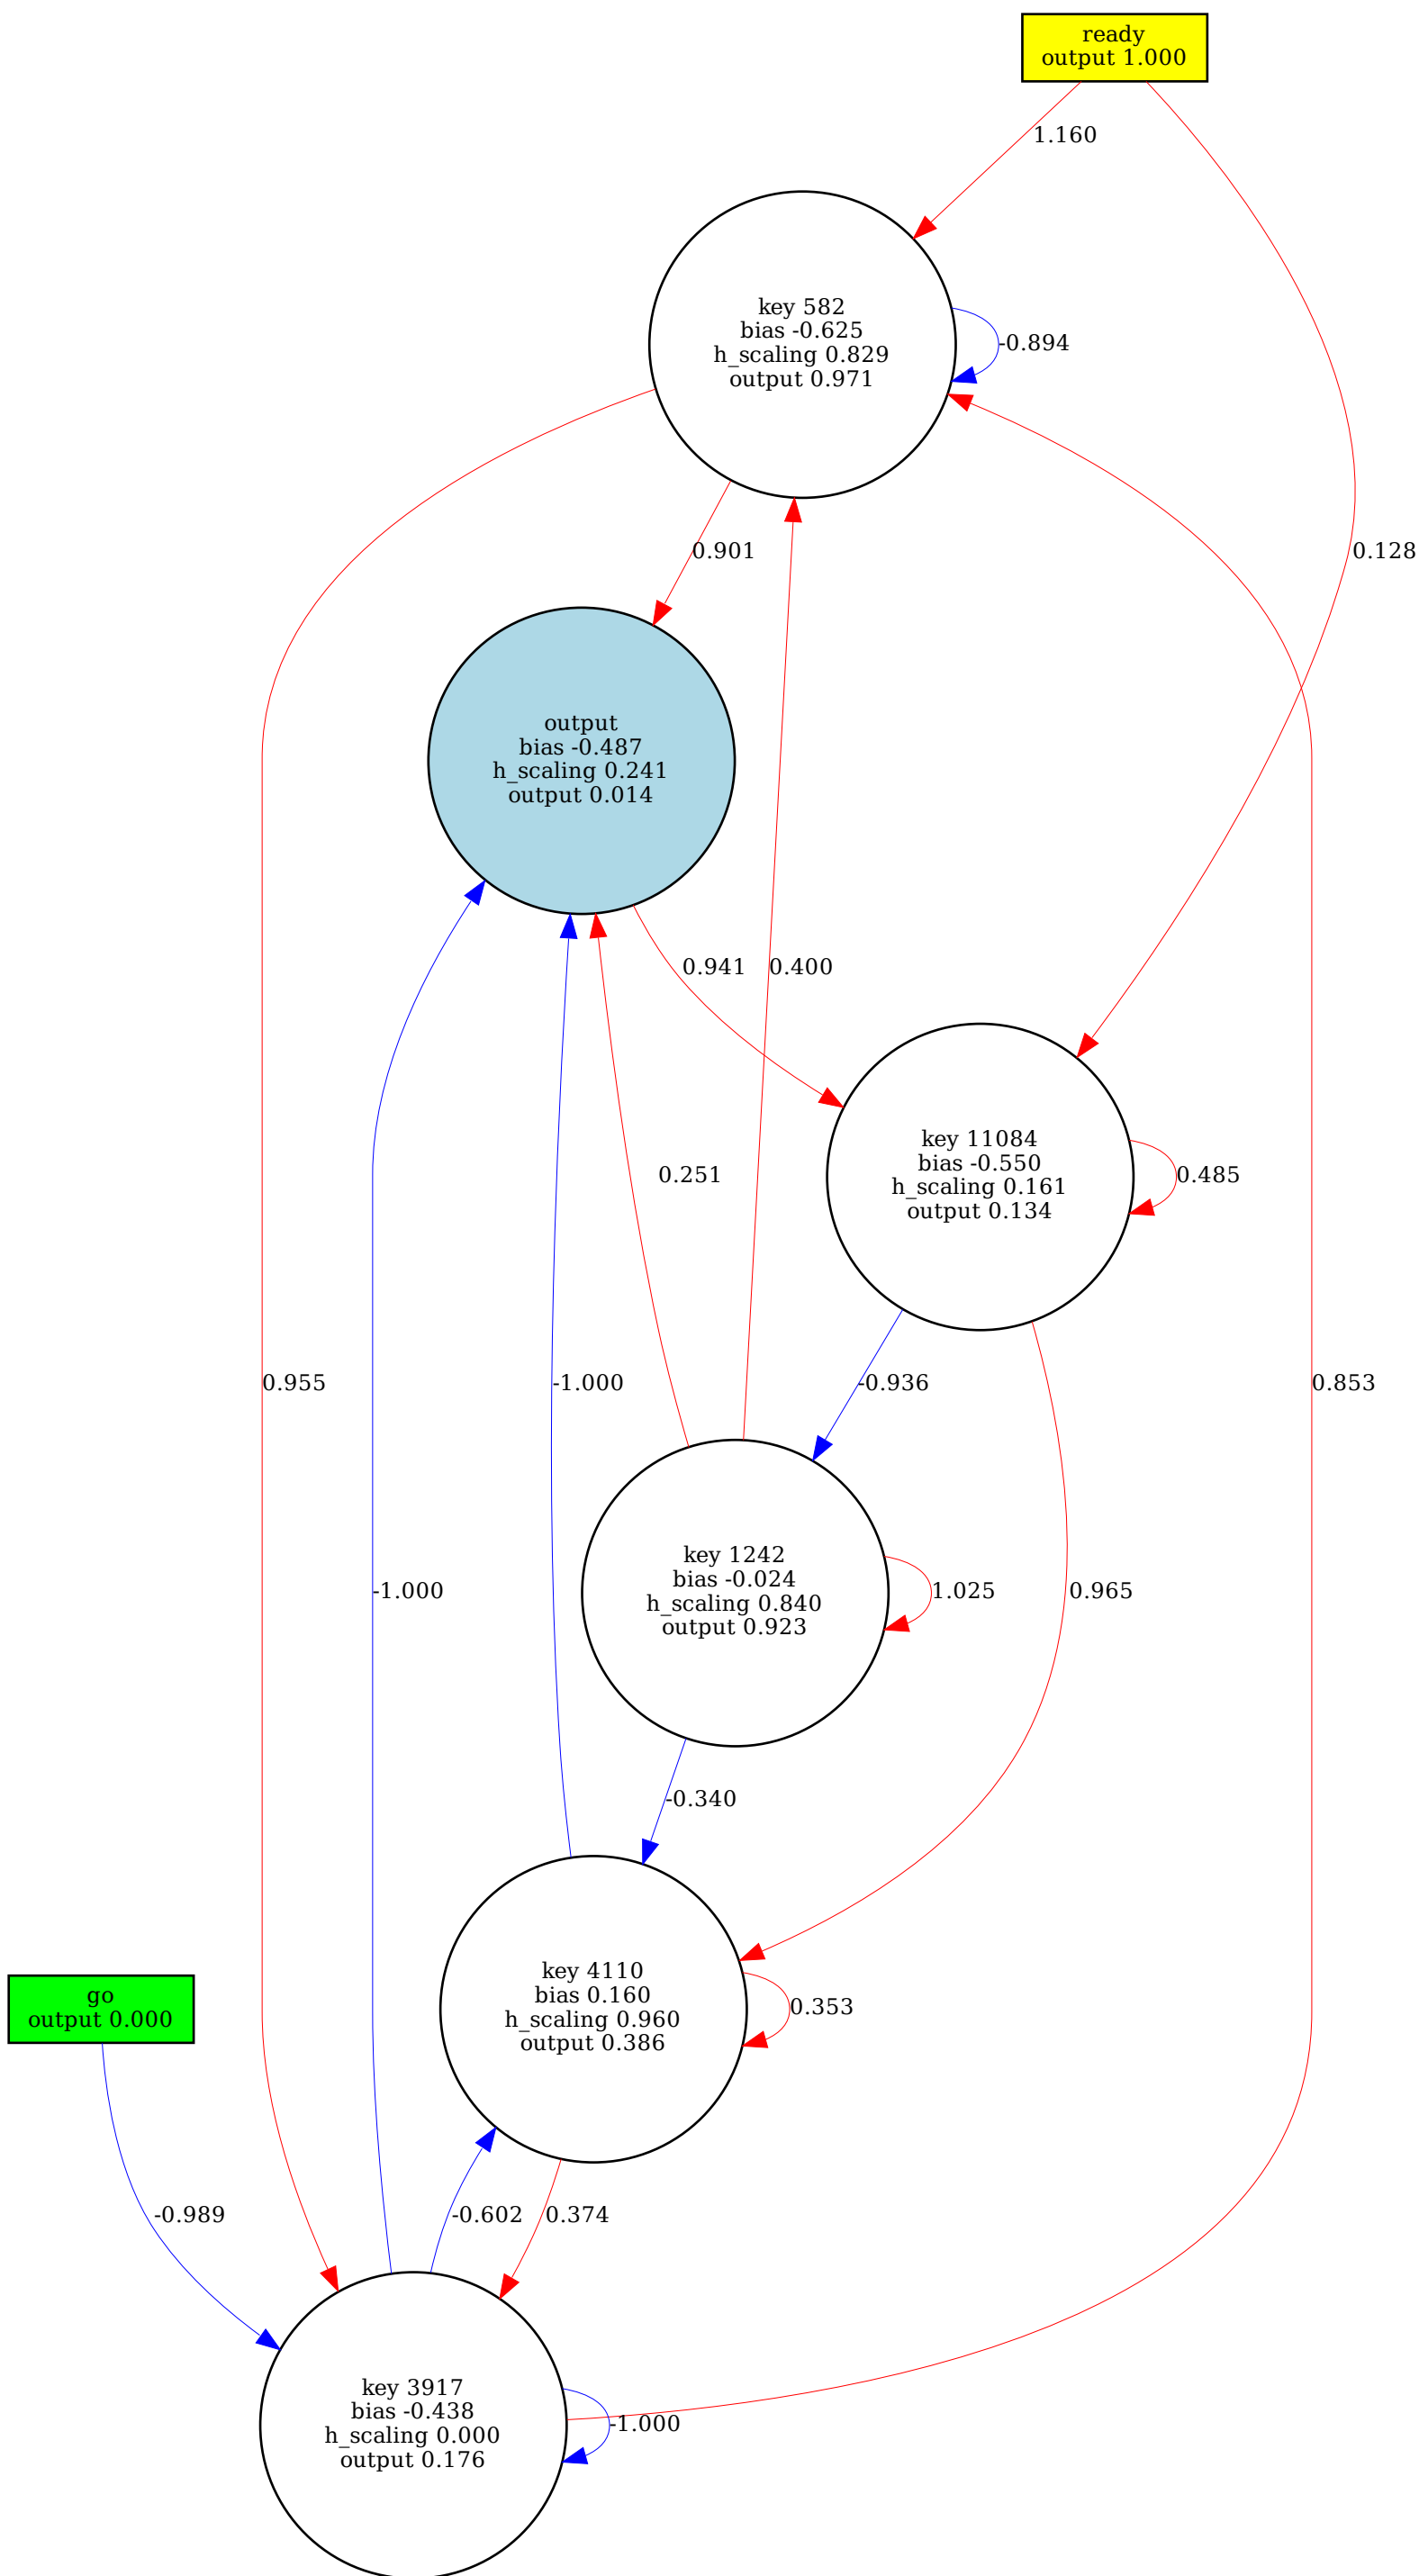 ready
output 1.000
1.160
key 582
bias -0.625
h_scaling 0.829
output 0.971
-0.894
0.901
0.128
output
bias -0.487
h_scaling 0.241
output 0.014
0.941
0.400
key 11084
bias -0.550
h_scaling 0.161
output 0.134
0.251
0.485
0.955
-1.000
-0.936
0.853
key 1242
bias -0.024
h_scaling 0.840
output 0.923
-1.000
1.025
0.965
-0.340
key 4110
bias 0.160
h_scaling 0.960
output 0.386
0.353
go
output 0.000
-0.989
-0.602
0.374
key 3917
bias -0.438
h_scaling 0.000
output 0.176
-1.000